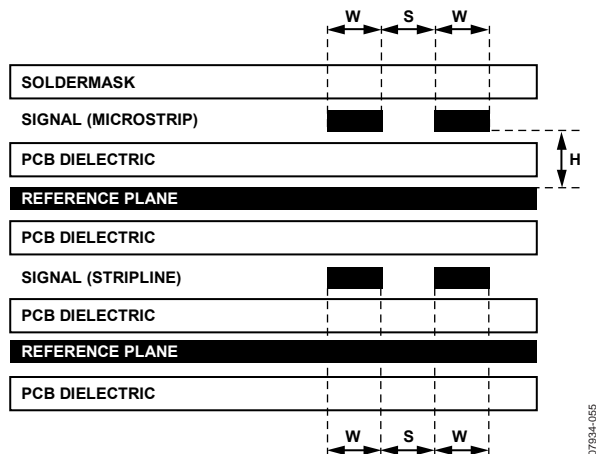 W S W
SOLDERMASK
SIGNAL (MICROSTRIP)
H
PCB DIELECTRIC
REFERENCE PLANE
PCB DIELECTRIC
SIGNAL (STRIPLINE)
PCB DIELECTRIC
REFERENCE PLANE
PCB DIELECTRIC
W S W
07934-055